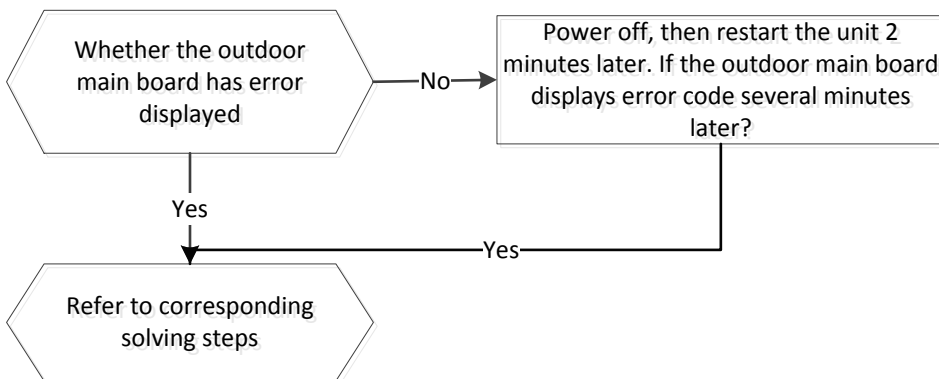 Whether the outdoor
main board has error
displayed
No
Power off, then restart the unit 2
minutes later. If the outdoor main board
displays error code several minutes
later?
Yes
Yes
Refer to corresponding
solving steps